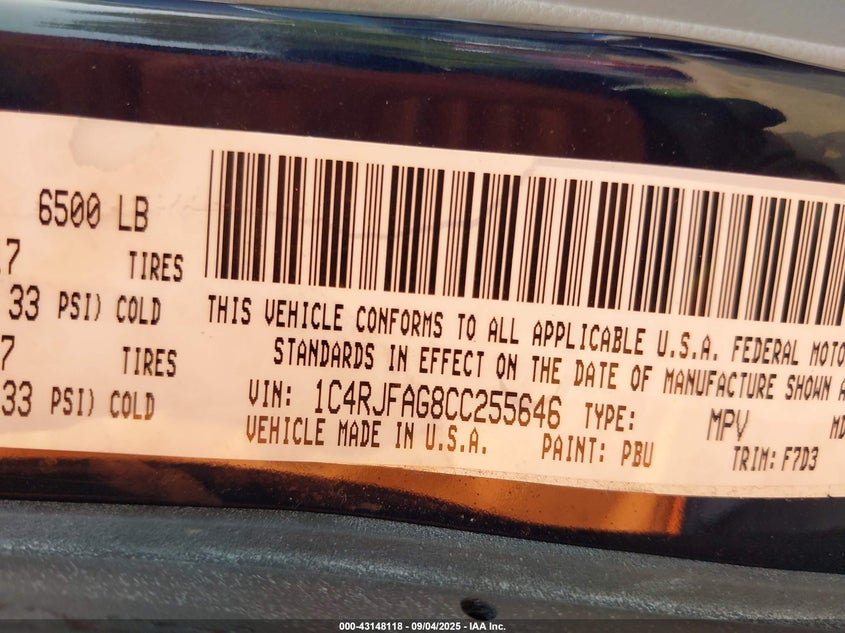 6500 LB
7 TIRES
33 PSI) COLD
7 TIRES
33 PSI) COLD
THIS VEHICLE CONFORMS TO ALL APPLICABLE U.S.A. FEDERAL MOTO
STANDARDS IN EFFECT ON THE DATE OF MANUFACTURE SHOWN A
VIN: 1C4RJFAG8CC255646 TYPE: MPV MD
VEHICLE MADE IN U.S.A. PAINT: PBU TRIM: F7D3
000-43148118 - 09/04/2025 - IAA Inc.